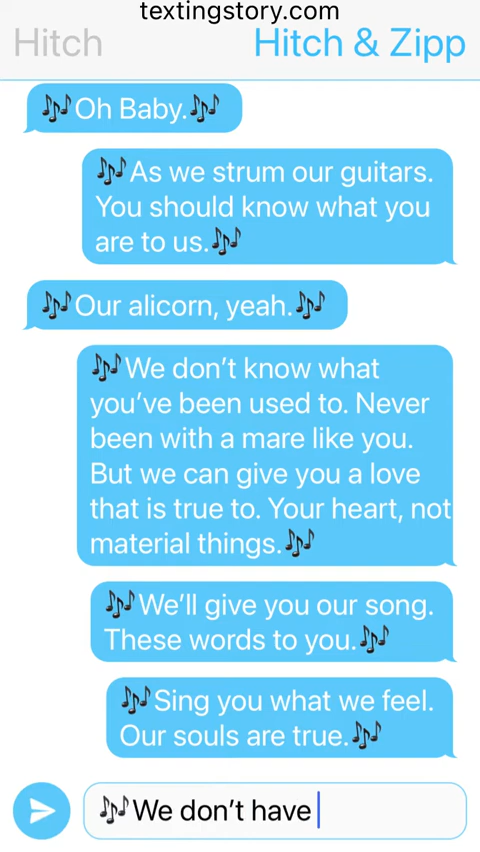 textingstory.com
Hitch
Hitch & Zipp
🎶Oh Baby.🎶
🎶As we strum our guitars.
You should know what you
are to us.🎶
🎶Our alicorn, yeah.🎶
🎶We don’t know what
you’ve been used to. Never
been with a mare like you.
But we can give you a love
that is true to. Your heart, not
material things.🎶
🎶We’ll give you our song.
These words to you.🎶
🎶Sing you what we feel.
Our souls are true.🎶
🎶We don’t have